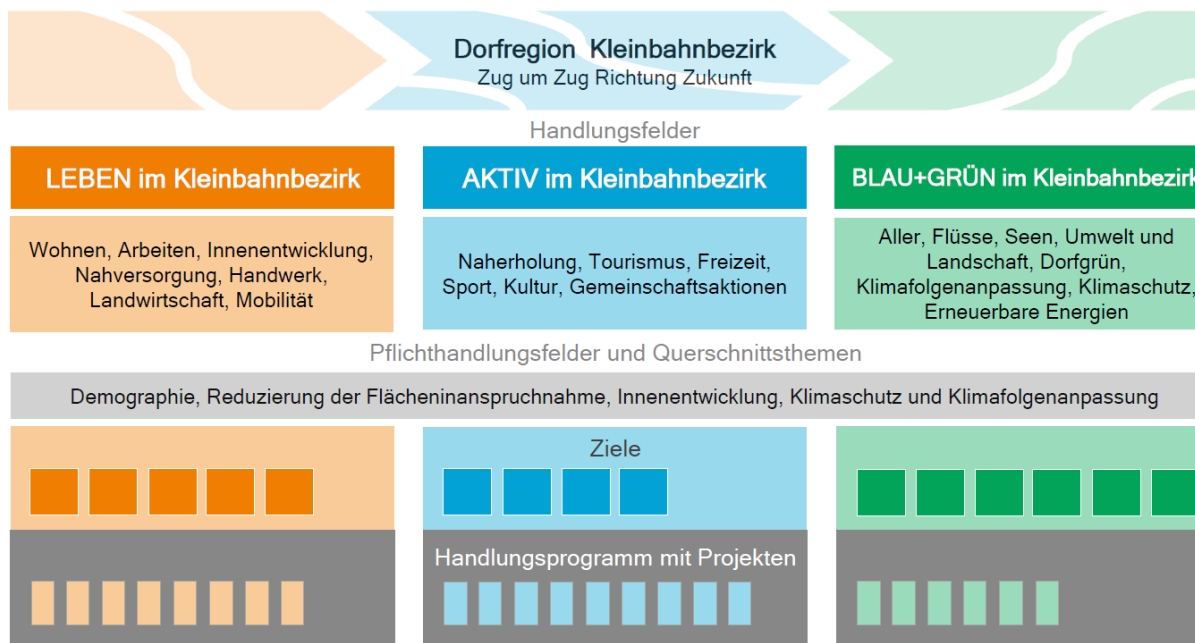 Dorfregion Kleinbahnbezirk
Zug um Zug Richtung Zukunft
Handlungsfelder
LEBEN im Kleinbahnbezirk
AKTIV im Kleinbahnbezirk
BLAU+GRÜN im Kleinbahnbezirk
Wohnen, Arbeiten, Innenentwicklung,
Nahversorgung, Handwerk,
Landwirtschaft, Mobilität
Naherholung, Tourismus, Freizeit,
Sport, Kultur, Gemeinschaftsaktionen
Aller, Flüsse, Seen, Umwelt und
Landschaft, Dorfgrün,
Klimafolgenanpassung, Klimaschutz,
Erneuerbare Energien
Pflichthandlungsfelder und Querschnittsthemen
Demographie, Reduzierung der Flächeninanspruchnahme, Innenentwicklung, Klimaschutz und Klimafolgenanpassung
Ziele
Handlungsprogramm mit Projekten